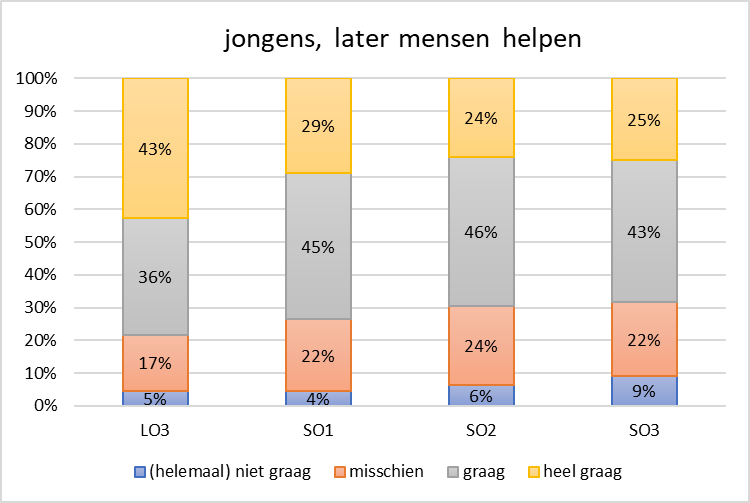 jongens, later mensen helpen
100%
90%
80%
70%
60%
50%
40%
30%
20%
10%
0%
43% 29% 24% 25%
36% 45% 46% 43%
17% 22% 24% 22%
5% 4% 6% 9%
LO3 SO1 SO2 SO3
(helemaal) niet graag misschien graag heel graag